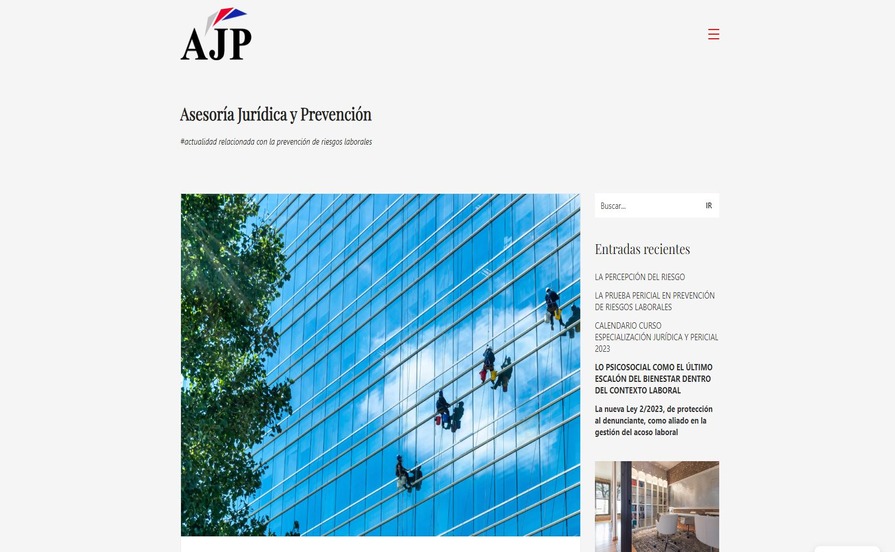 AJP
Asesoría Jurídica y Prevención
#actualidad relacionada con la prevención de riesgos laborales
Buscar...
IR
Entradas recientes
LA PERCEPCIÓN DEL RIESGO
LA PRUEBA PERICIAL EN PREVENCIÓN
DE RIESGOS LABORALES
CALENDARIO CURSO
ESPECIALIZACIÓN JURÍDICA Y PERICIAL
2023
LO PSICOSOCIAL COMO EL ÚLTIMO
ESCALÓN DEL BIENESTAR DENTRO
DEL CONTEXTO LABORAL
La nueva Ley 2/2023, de protección
al denunciante, como aliado en la
gestión del acoso laboral